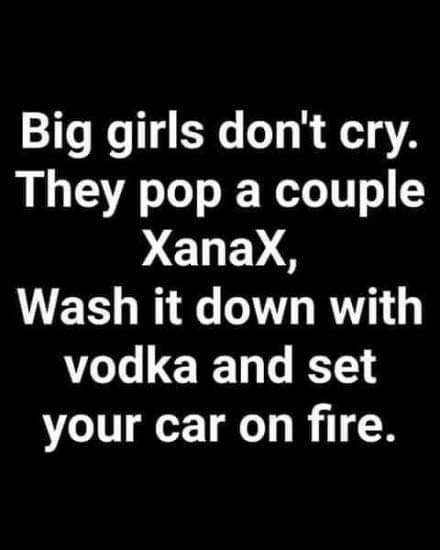 Big girls don't cry.
They pop a couple
XanaX,
Wash it down with
vodka and set
your car on fire.